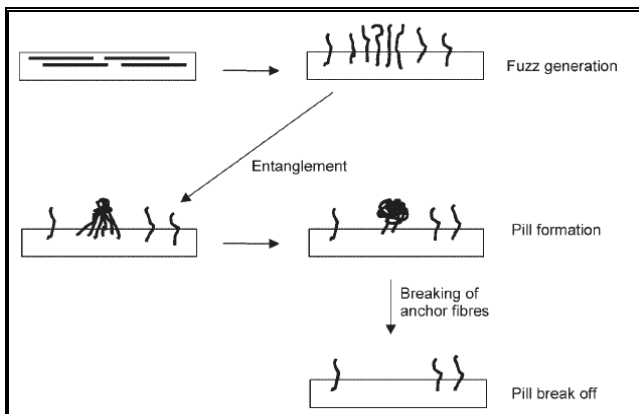 Fuzz generation
Entanglement
Pill formation
Breaking of
anchor fibres
Pill break off